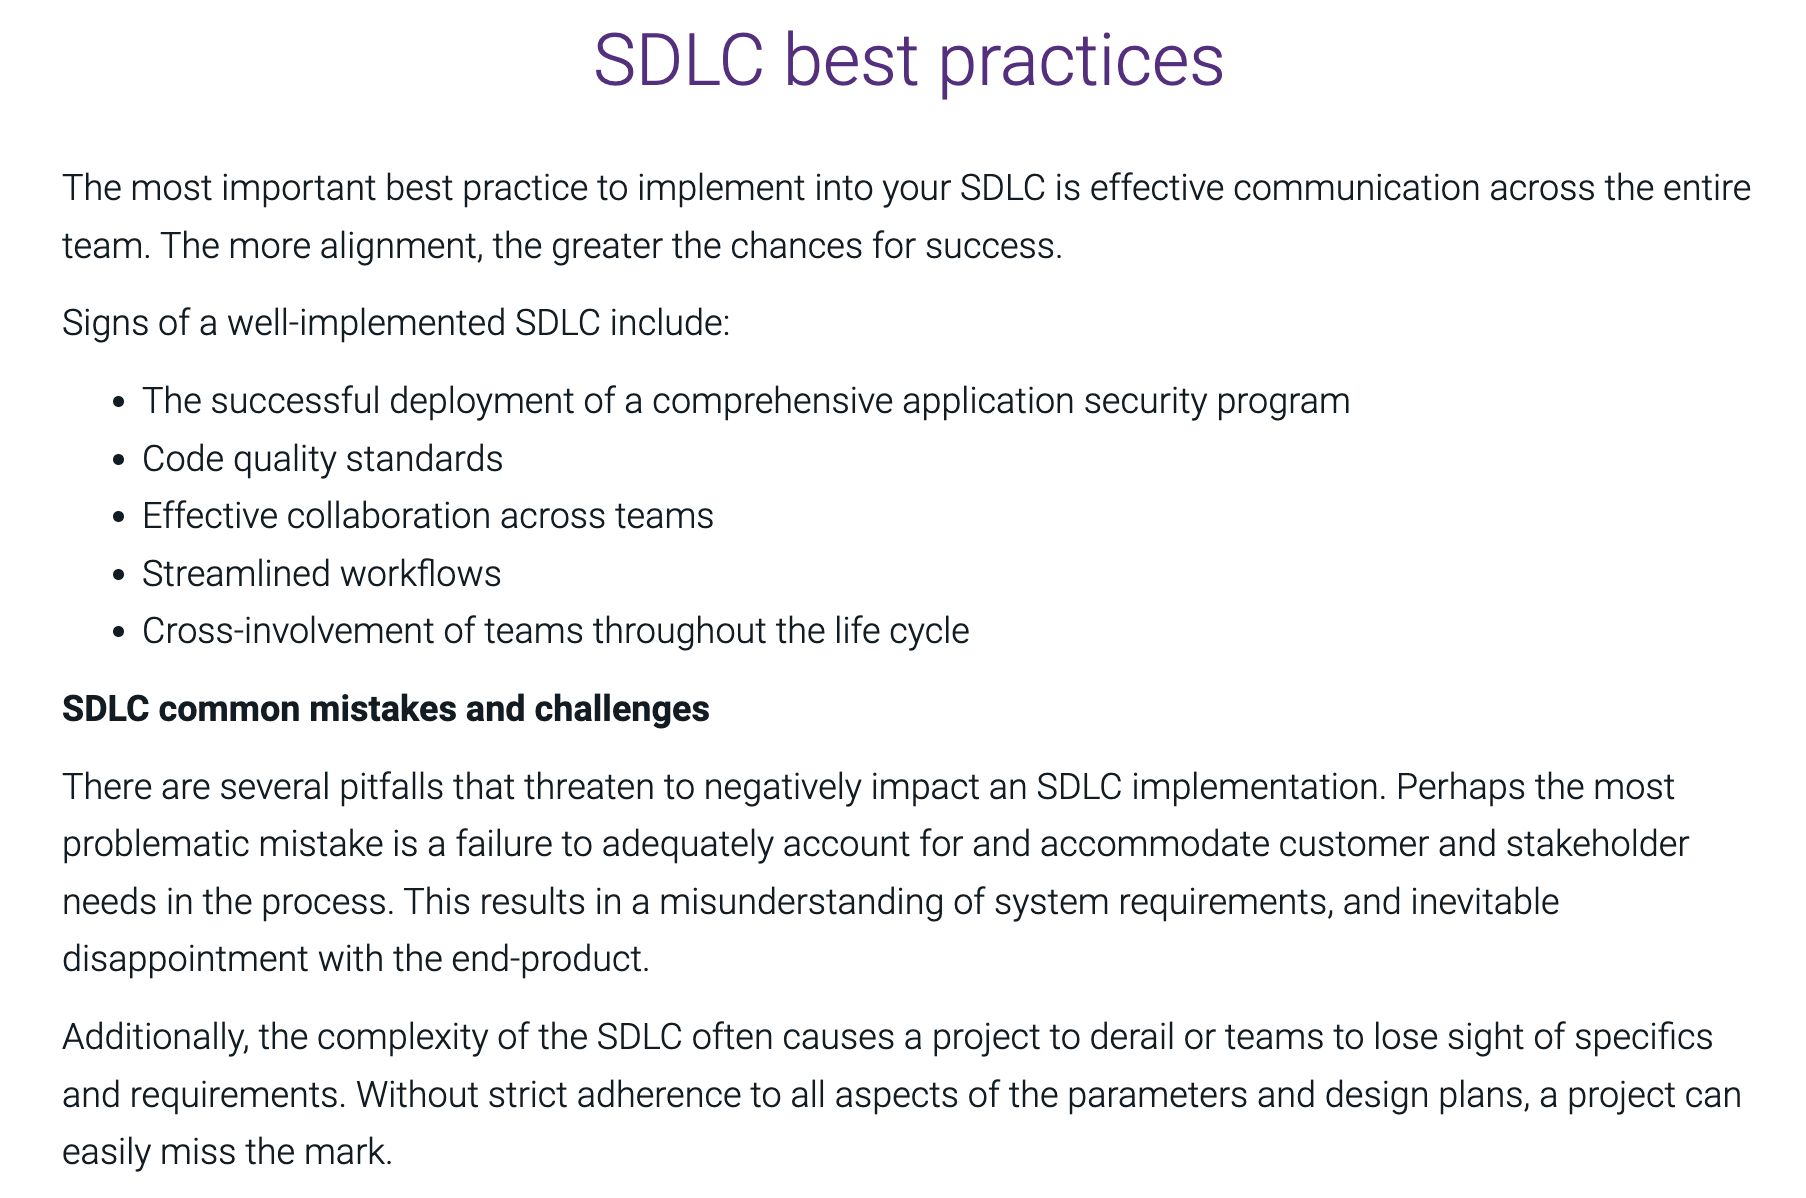 SDLC best practices
The most important best practice to implement into your SDLC is effective communication across the entire
team. The more alignment, the greater the chances for success.
Signs of a well-implemented SDLC include:
• The successful deployment of a comprehensive application security program
• Code quality standards
• Effective collaboration across teams
• Streamlined workflows
• Cross-involvement of teams throughout the life cycle
SDLC common mistakes and challenges
There are several pitfalls that threaten to negatively impact an SDLC implementation. Perhaps the most
problematic mistake is a failure to adequately account for and accommodate customer and stakeholder
needs in the process. This results in a misunderstanding of system requirements, and inevitable
disappointment with the end-product.
Additionally, the complexity of the SDLC often causes a project to derail or teams to lose sight of specifics
and requirements. Without strict adherence to all aspects of the parameters and design plans, a project can
easily miss the mark.